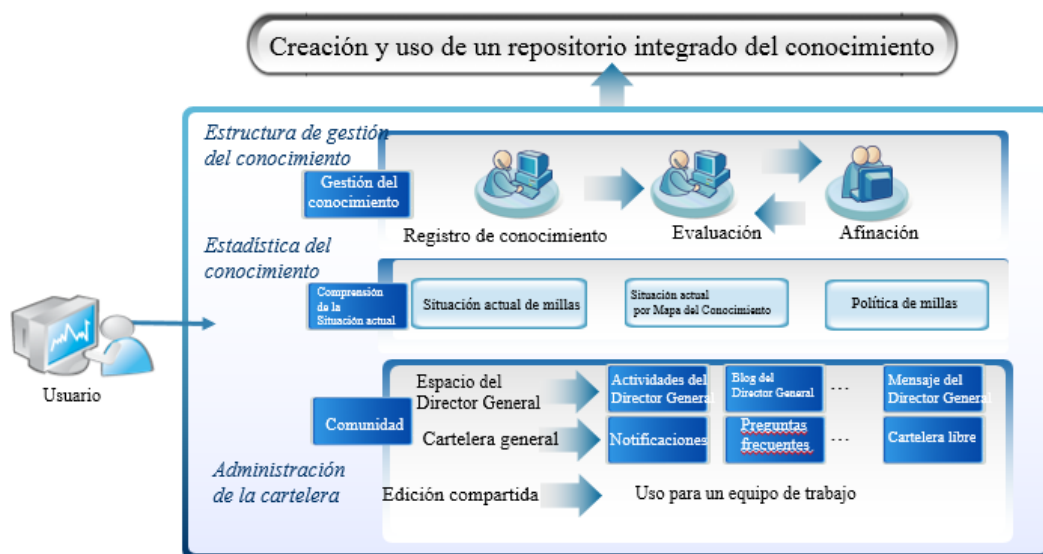 Creación y uso de un repositorio integrado del conocimiento
Estructura de gestión
del conocimiento
Gestión del
conocimiento
Registro de conocimiento
Evaluación
Afinación
Estadística del
conocimiento
Comprensión
de la
Situación actual
Situación actual de millas
Situación actual
por Mapa del Conocimiento
Política de millas
Usuario
Comunidad
Espacio del
Director General
Actividades del
Director General
Blog del
Director General
...
Mensaje del
Director General
Cartelera general
Notificaciones
Preguntas
frecuentes
...
Cartelera libre
Administración
de la cartelera
Edición compartida
Uso para un equipo de trabajo